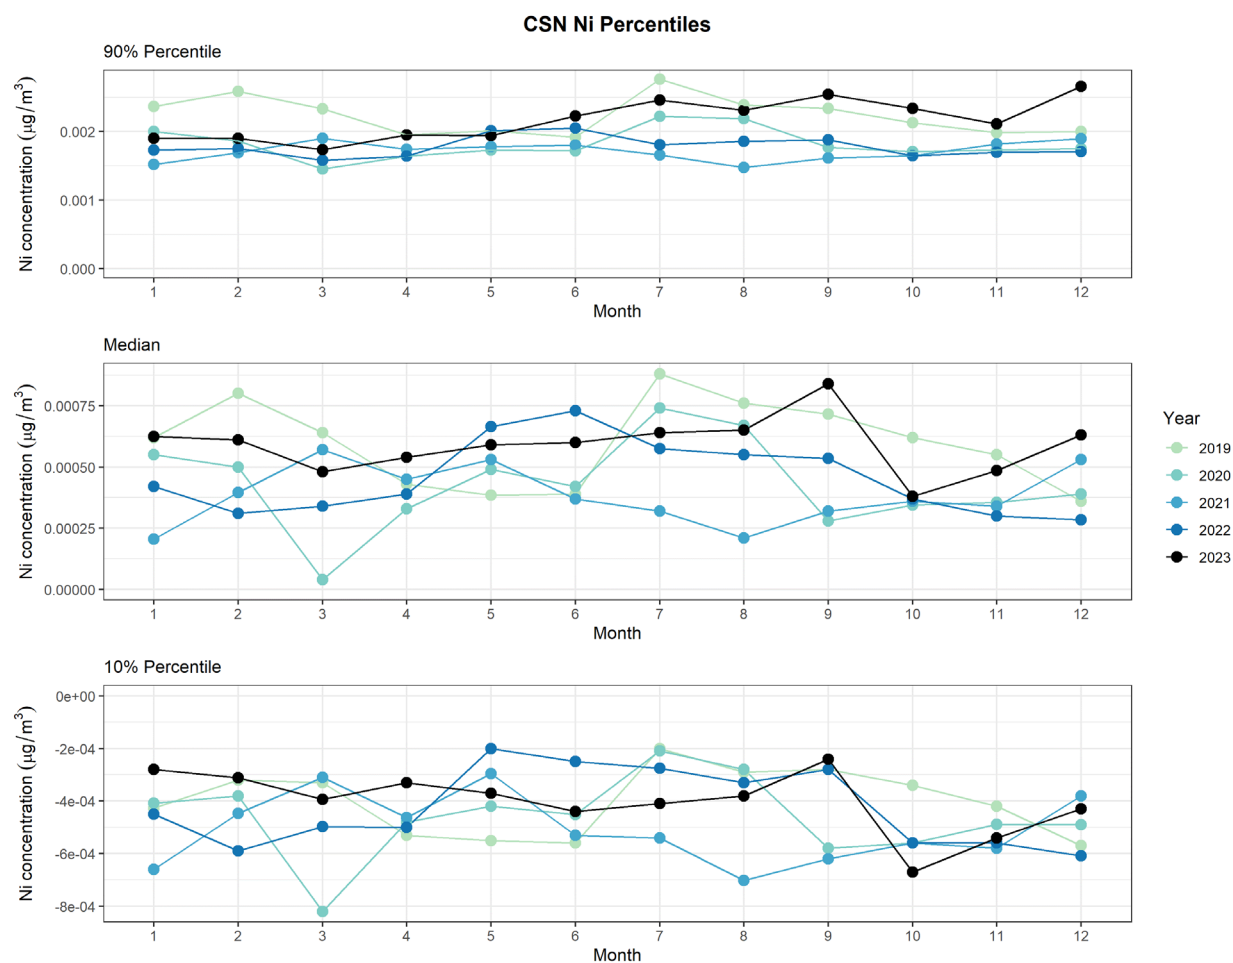 CSN Ni Percentiles
90% Percentile
Ni concentration (µg/m³)
0.002
0.001
0.000
1 2 3 4 5 6 7 8 9 10 11 12
Month
Median
Ni concentration (µg/m³)
0.00075
0.00050
0.00025
0.00000
1 2 3 4 5 6 7 8 9 10 11 12
Month
Year
2019
2020
2021
2022
2023
10% Percentile
Ni concentration (µg/m³)
0e+00
-2e-04
-4e-04
-6e-04
-8e-04
1 2 3 4 5 6 7 8 9 10 11 12
Month